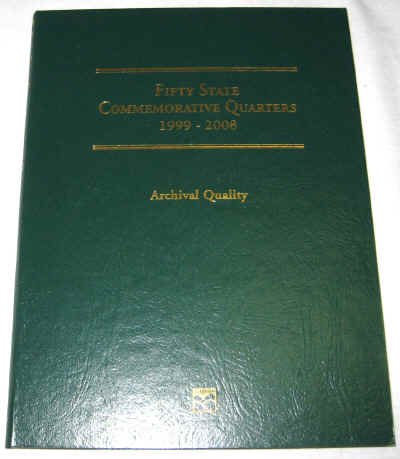 Fifty State
Commemorative Quarters
1999 - 2008
Archival Quality